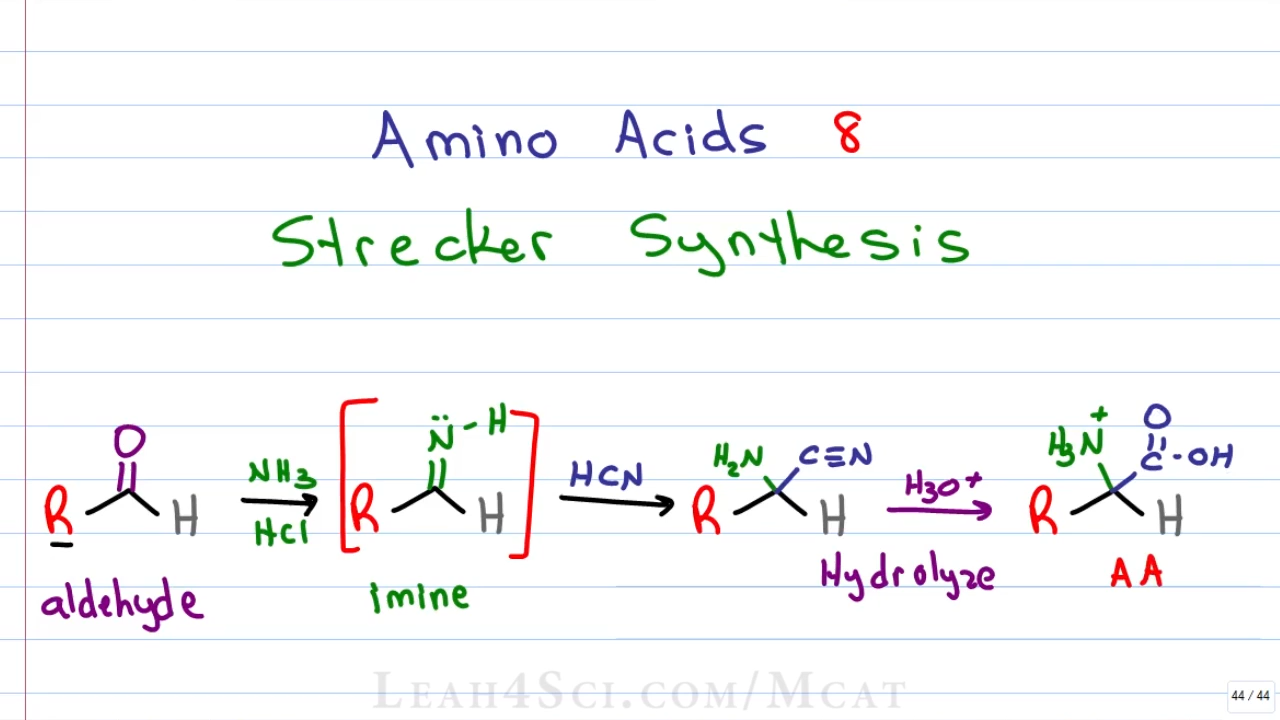 Amino Acids 8
Strecker Synthesis
O
R H
aldehyde
NH3
HCl
N̈-H
R H
imine
HCN
H2N C≡N
R H
H3O+
Hydrolyze
+
H3N
O
C-OH
R H
AA
LEAH4SCI.COM/MCAT
44 / 44